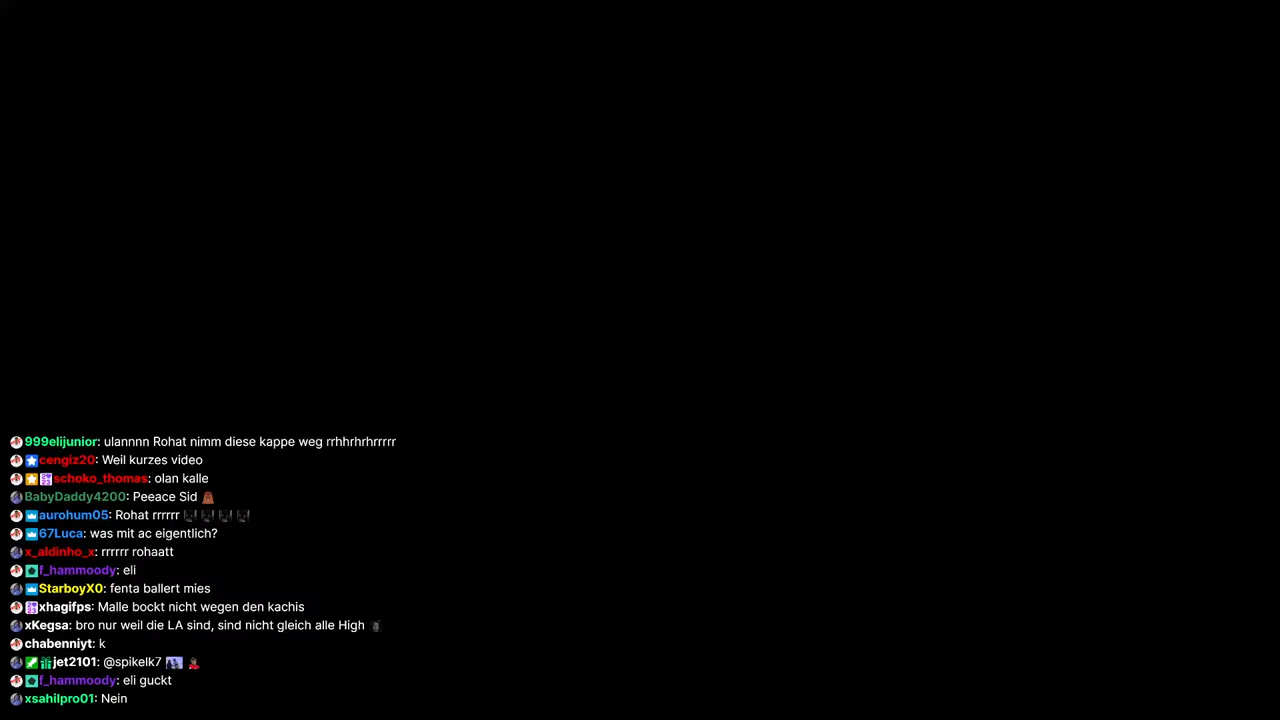 999elijunior: ulannnn Rohat nimm diese kappe weg rrhhrhrhrrrrr
cengiz20: Weil kurzes video
schoko_thomas: olan kalle
BabyDaddy4200: Peeace Sid
aurohum05: Rohat rrrrrr
67Luca: was mit ac eigentlich?
x_aldinho_x: rrrrrr rohaatt
f_hammoody: eli
StarboyX0: fenta ballert mies
xhagifps: Malle bockt nicht wegen den kachis
xKegsa: bro nur weil die LA sind, sind nicht gleich alle High
chabenniyt: k
jet2101: @spikelk7
f_hammoody: eli guckt
xsahilpro01: Nein